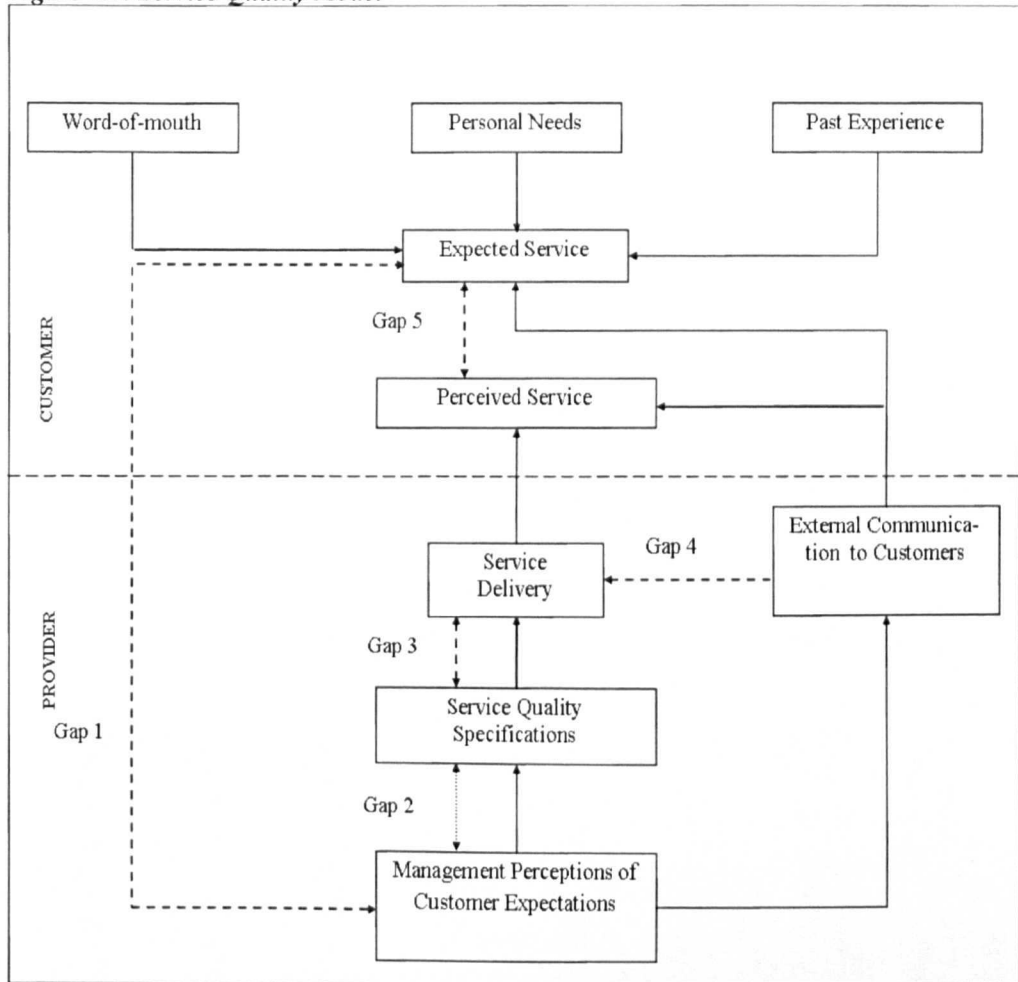 Word-of-mouth
Personal Needs
Past Experience
Expected Service
Gap 5
CUSTOMER
Perceived Service
External Communica-
tion to Customers
Gap 4
Service
Delivery
PROVIDER
Gap 3
Service Quality
Specifications
Gap 1
Gap 2
Management Perceptions of
Customer Expectations